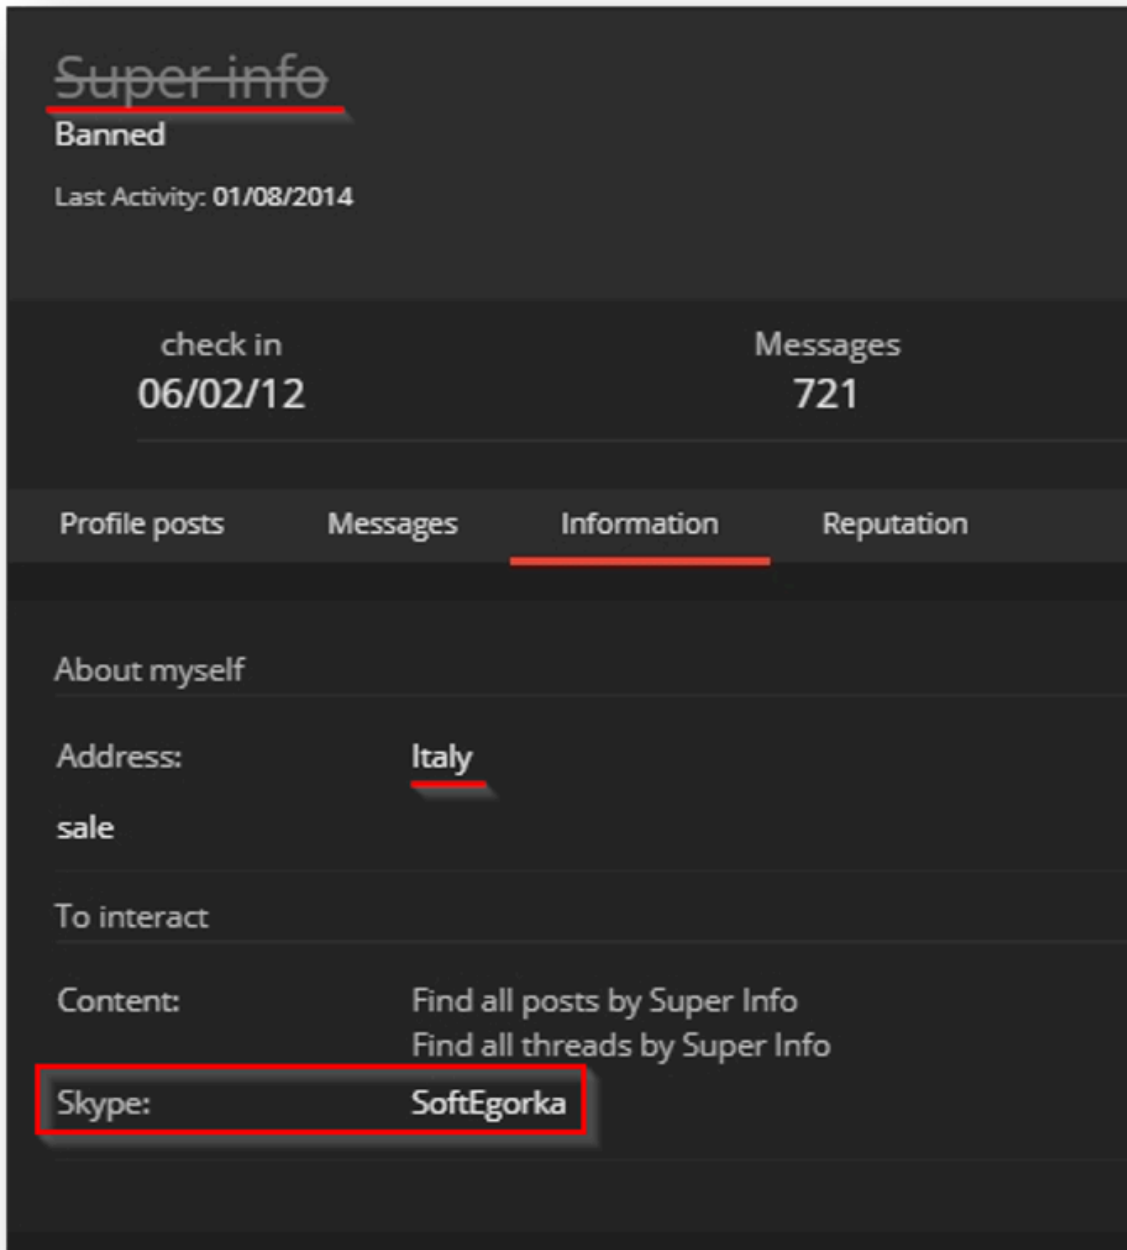 Super info
Banned
Last Activity: 01/08/2014
check in Messages
06/02/12 721
Profile posts Messages Information Reputation
About myself
Address: Italy
sale
To interact
Content: Find all posts by Super Info
Find all threads by Super Info
Skype: SoftEgorka